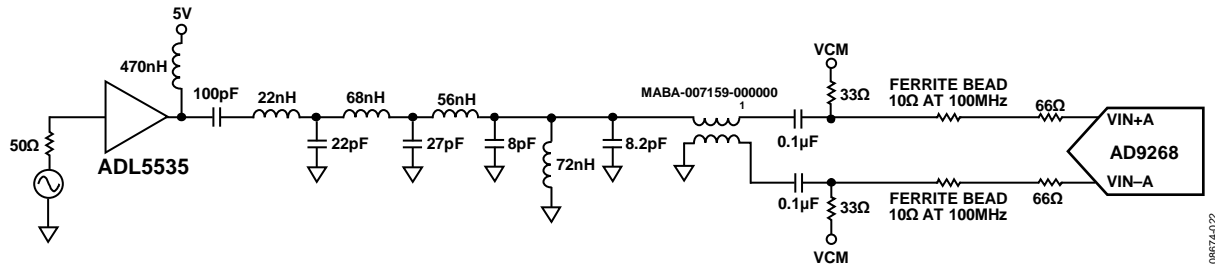 5V
470nH
100pF
22nH
68nH
56nH
50Ω
ADL5535
22pF
27pF
8pF
72nH
8.2pF
MABA-007159-000000
1
VCM
33Ω
0.1µF
FERRITE BEAD
10Ω AT 100MHz
66Ω
VIN+A
AD9268
VIN–A
0.1µF
33Ω
VCM
FERRITE BEAD
10Ω AT 100MHz
66Ω
08674-022